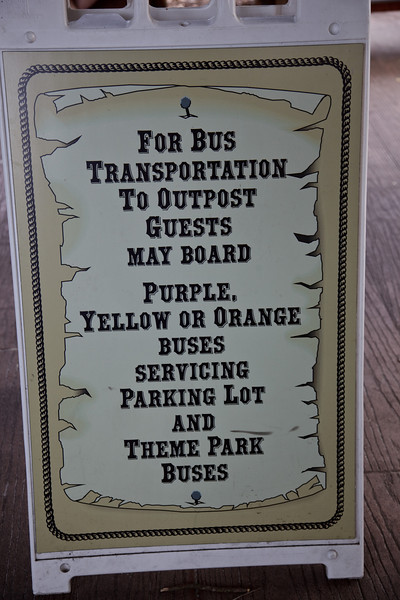 For Bus
Transportation
To Outpost
Guests
may board
Purple,
Yellow or Orange
buses
servicing
Parking Lot
and
Theme Park
Buses